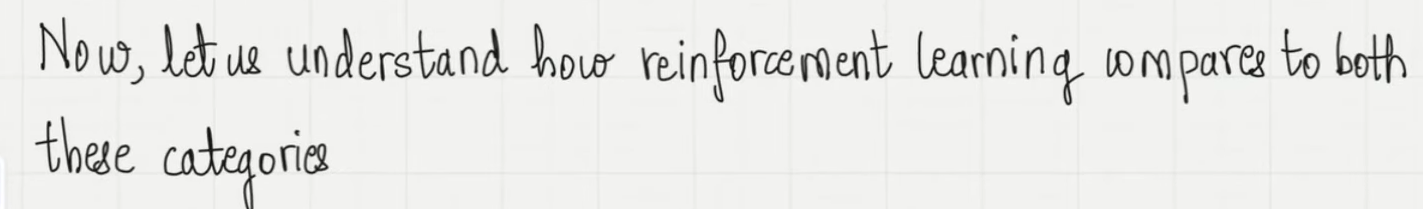 Now, let us understand how reinforcement learning compares to both
these categories